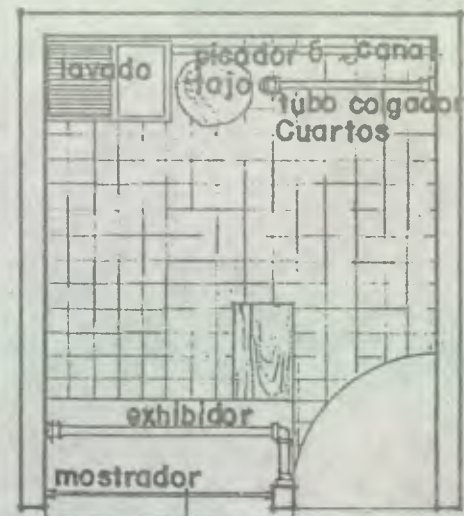 lavado
picador ó canal
tajo
tubo colgador
Cuartos
exhibidor
mostrador